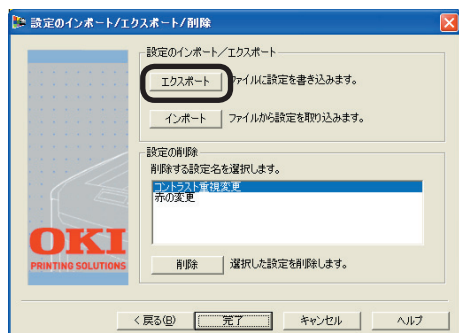 設定のインポート/エクスポート/削除
設定のインポート/エクスポート
エクスポート ファイルに設定を書き込みます。
インポート ファイルから設定を取り込みます。
設定の削除
削除する設定名を選択します。
コントラスト重視変更
赤の変更
OKI
PRINTING SOLUTIONS
削除 選択した設定を削除します。
< 戻る(B) 完了 キャンセル ヘルプ